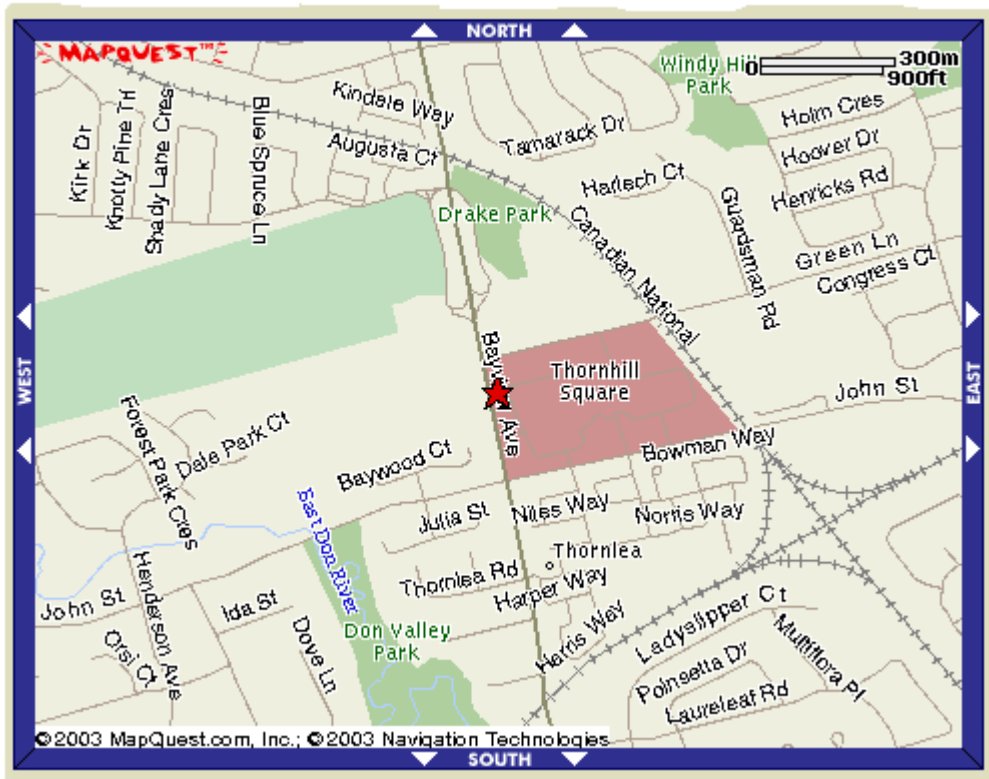 NORTH
MAPQUEST™
300m
0
900ft
Windy Hill
Park
Kirk Dr
Knotty Pine Trl
Shady Lane Cres
Blue Spruce Ln
Kindale Way
Augusta Ct
Tamarack Dr
Holm Cres
Hoover Dr
Henricks Rd
Harlech Ct
Guardsman Rd
Drake Park
Canadian National
Green Ln
Congress Ct
WEST
EAST
Bayview Ave
Thornhill
Square
John St
Bowman Way
Forest Park Cres
Dale Park Ct
Baywood Ct
East Don River
Julia St
Niles Way
Norris Way
Thornlea
Thornlea Rd
Harper Way
Henderson Ave
John St
Ida St
Orsi Ct
Dove Ln
Don Valley
Park
Harris Way
Ladyslipper Ct
Multiflora Pl
Poinsetta Dr
Laureleaf Rd
©2003 MapQuest.com, Inc.; ©2003 Navigation Technologies
SOUTH